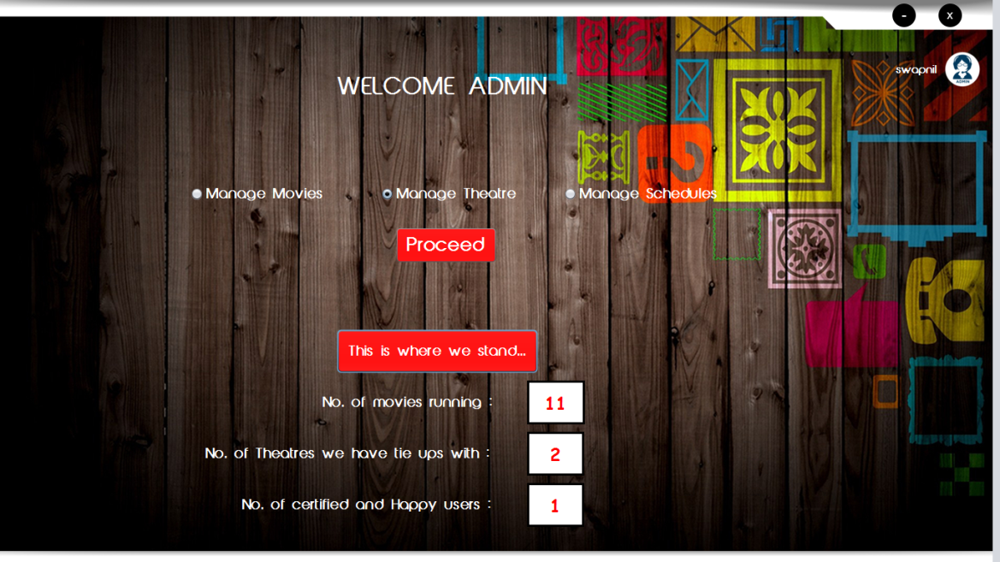 - x
swapnil
ADMIN
WELCOME ADMIN
Manage Movies Manage Theatre Manage Schedules
Proceed
This is where we stand...
No. of movies running : 11
No. of Theatres we have tie ups with : 2
No. of certified and Happy users : 1